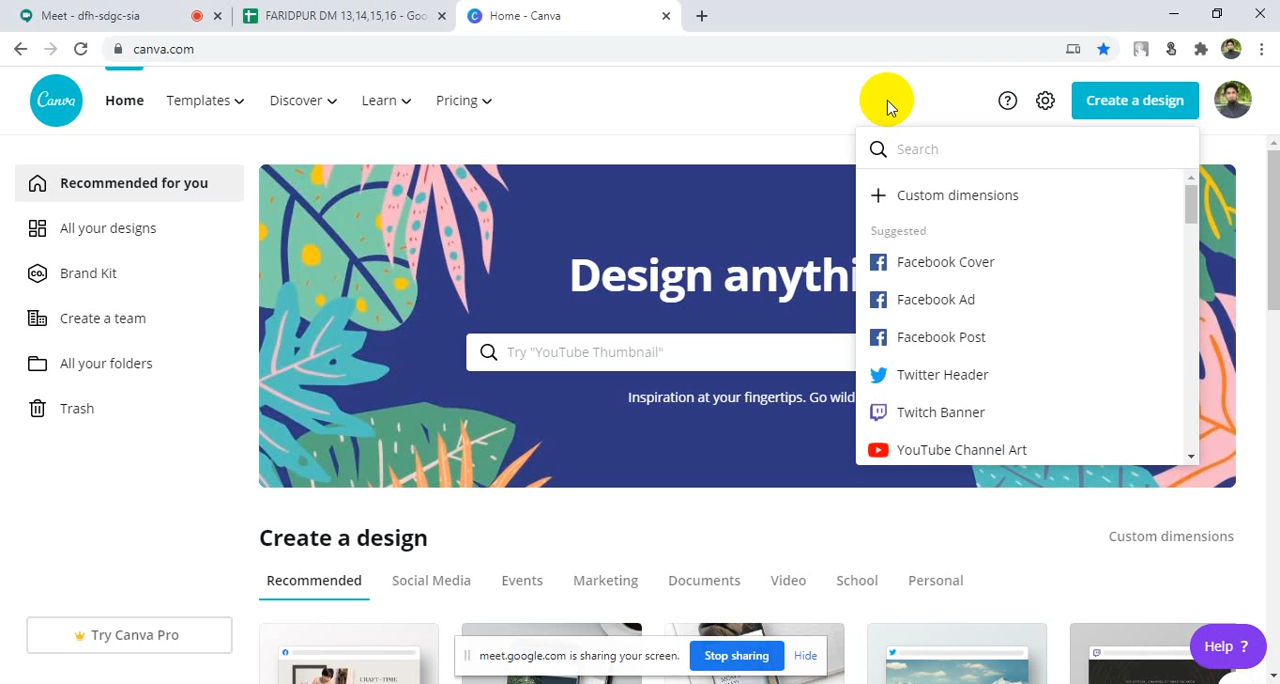 Meet - dfh-sdgc-sia
FARIDPUR DM 13,14,15,16 - Goo
Home - Canva
canva.com
Canva
Home
Templates
Discover
Learn
Pricing
Create a design
Search
Custom dimensions
Suggested
Facebook Cover
Facebook Ad
Facebook Post
Twitter Header
Twitch Banner
YouTube Channel Art
Recommended for you
All your designs
Brand Kit
Create a team
All your folders
Trash
Try Canva Pro
Design anythi
Try "YouTube Thumbnail"
Inspiration at your fingertips. Go wild
Create a design
Custom dimensions
Recommended
Social Media
Events
Marketing
Documents
Video
School
Personal
CRAFT-TIME
meet.google.com is sharing your screen.
Stop sharing
Hide
Help ?